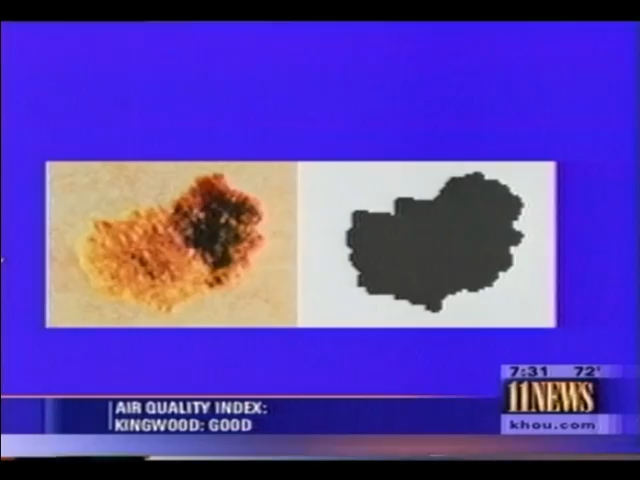 7:31 72°
11NEWS
khou.com
AIR QUALITY INDEX:
KINGWOOD: GOOD